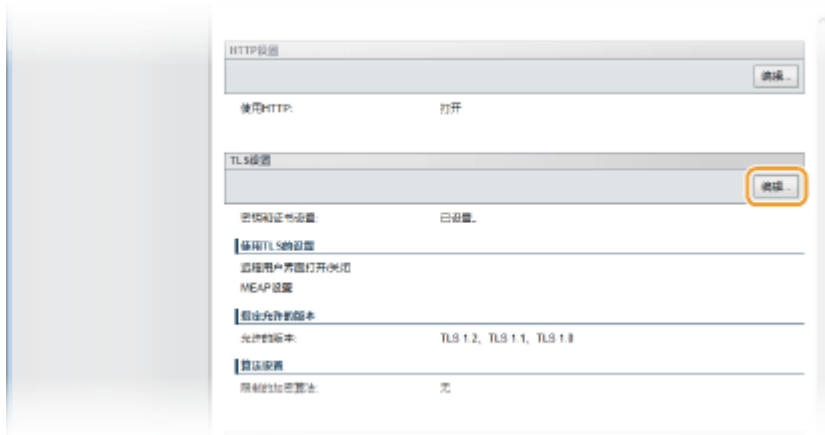 HTTP设置
编辑...
使用HTTP: 打开
TLS设置
编辑...
密钥和证书设置: 已设置。
使用TLS的设置
远程用户界面打开/关闭
MEAP设置
指定允许的版本
允许的版本: TLS 1.2, TLS 1.1, TLS 1.0
算法设置
限制的加密算法: 无